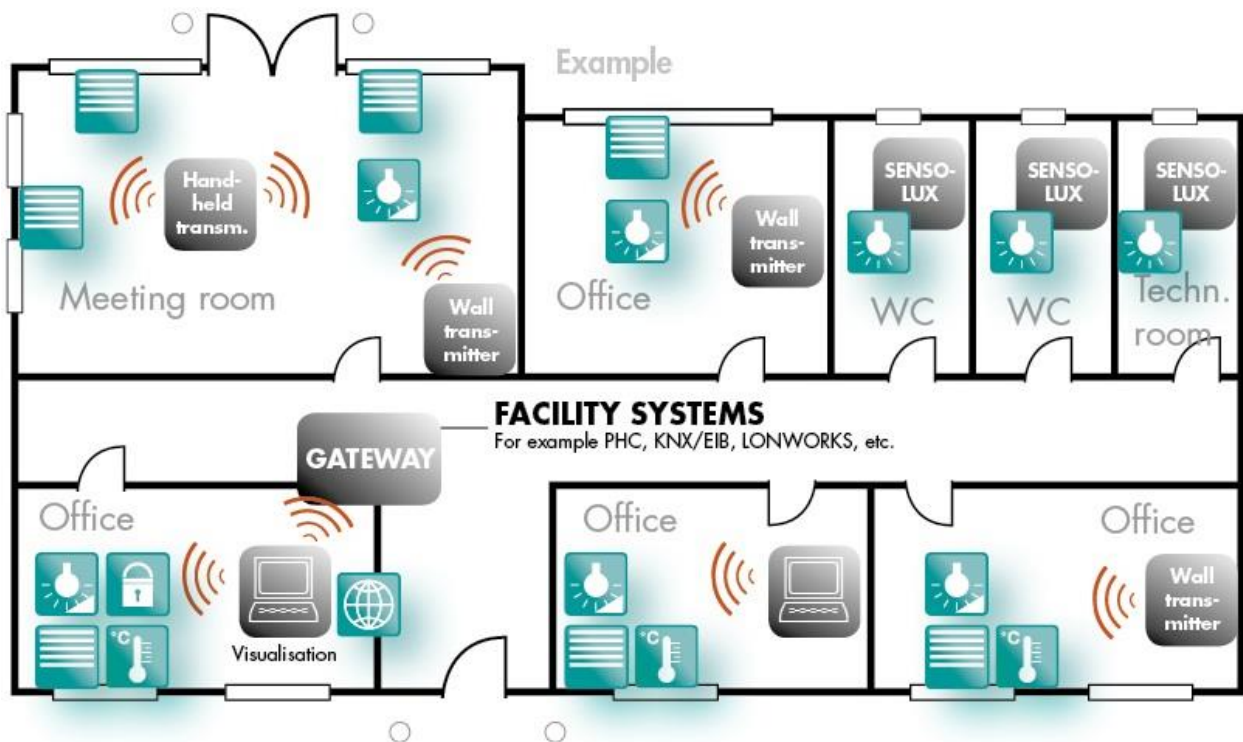 Example
Hand-
held
transm.
SENSO-
LUX
SENSO-
LUX
SENSO-
LUX
Wall
trans-
mitter
Meeting room
Wall
trans-
mitter
Office
WC
WC
Techn.
room
FACILITY SYSTEMS
For example PHC, KNX/EIB, LONWORKS, etc.
GATEWAY
Office
°C
Visualisation
Office
°C
Office
Wall
trans-
mitter
°C